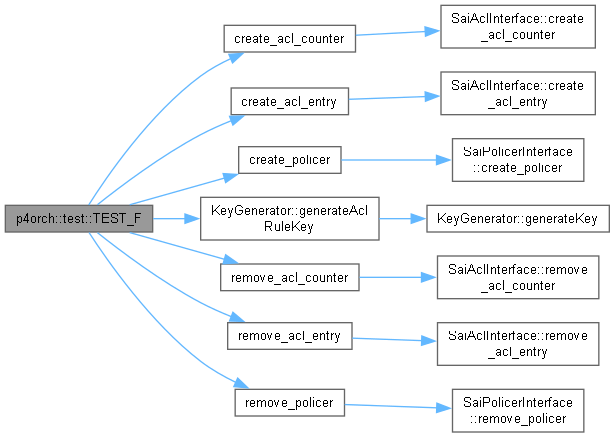 p4orch::test::TEST_F
create_acl_counter
SaiAclInterface::create
_acl_counter
create_acl_entry
SaiAclInterface::create
_acl_entry
create_policer
SaiPolicerInterface
::create_policer
KeyGenerator::generateAcl
RuleKey
KeyGenerator::generateKey
remove_acl_counter
SaiAclInterface::remove
_acl_counter
remove_acl_entry
SaiAclInterface::remove
_acl_entry
remove_policer
SaiPolicerInterface
::remove_policer